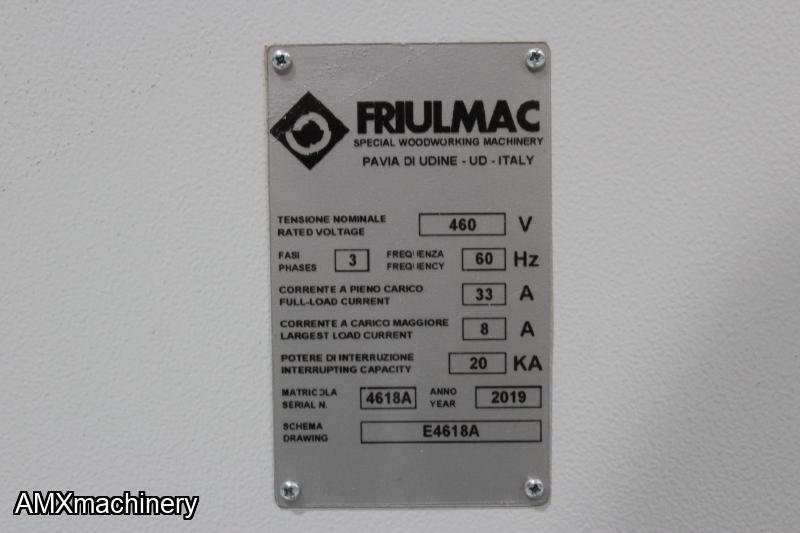 FRIULMAC
SPECIAL WOODWORKING MACHINERY
PAVIA DI UDINE - UD - ITALY
TENSIONE NOMINALE
RATED VOLTAGE
460 V
FASI
PHASES
3
FREQUENZA
FREQUENCY
60 Hz
CORRENTE A PIENO CARICO
FULL-LOAD CURRENT
33 A
CORRENTE A CARICO MAGGIORE
LARGEST LOAD CURRENT
8 A
POTERE DI INTERRUZIONE
INTERRUPTING CAPACITY
20 KA
MATRICOLA
SERIAL N.
4618A
ANNO
YEAR
2019
SCHEMA
DRAWING
E4618A
AMXmachinery